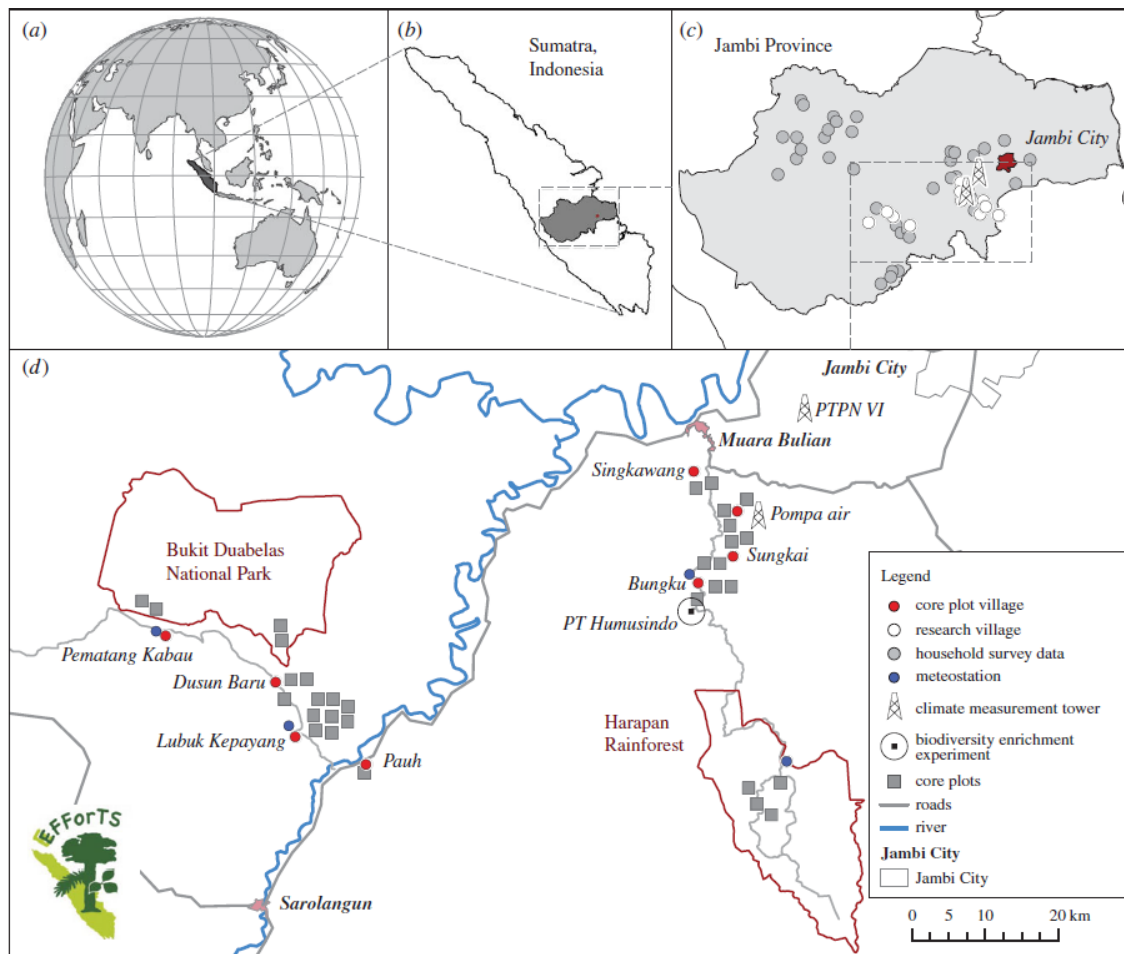 (a)
(b)
Sumatra,
Indonesia
(c)
Jambi Province
Jambi City
(d)
Jambi City
PTPN VI
Muara Bulian
Singkawang
Pompa air
Sungkai
Bungku
PT Humusindo
Bukit Duabelas
National Park
Pematang Kabau
Dusun Baru
Lubuk Kepayang
Pauh
Harapan
Rainforest
Sarolangun
EFForTS
Legend
core plot village
research village
household survey data
meteostation
climate measurement tower
biodiversity enrichment
experiment
core plots
roads
river
Jambi City
Jambi City
0 5 10 20 km